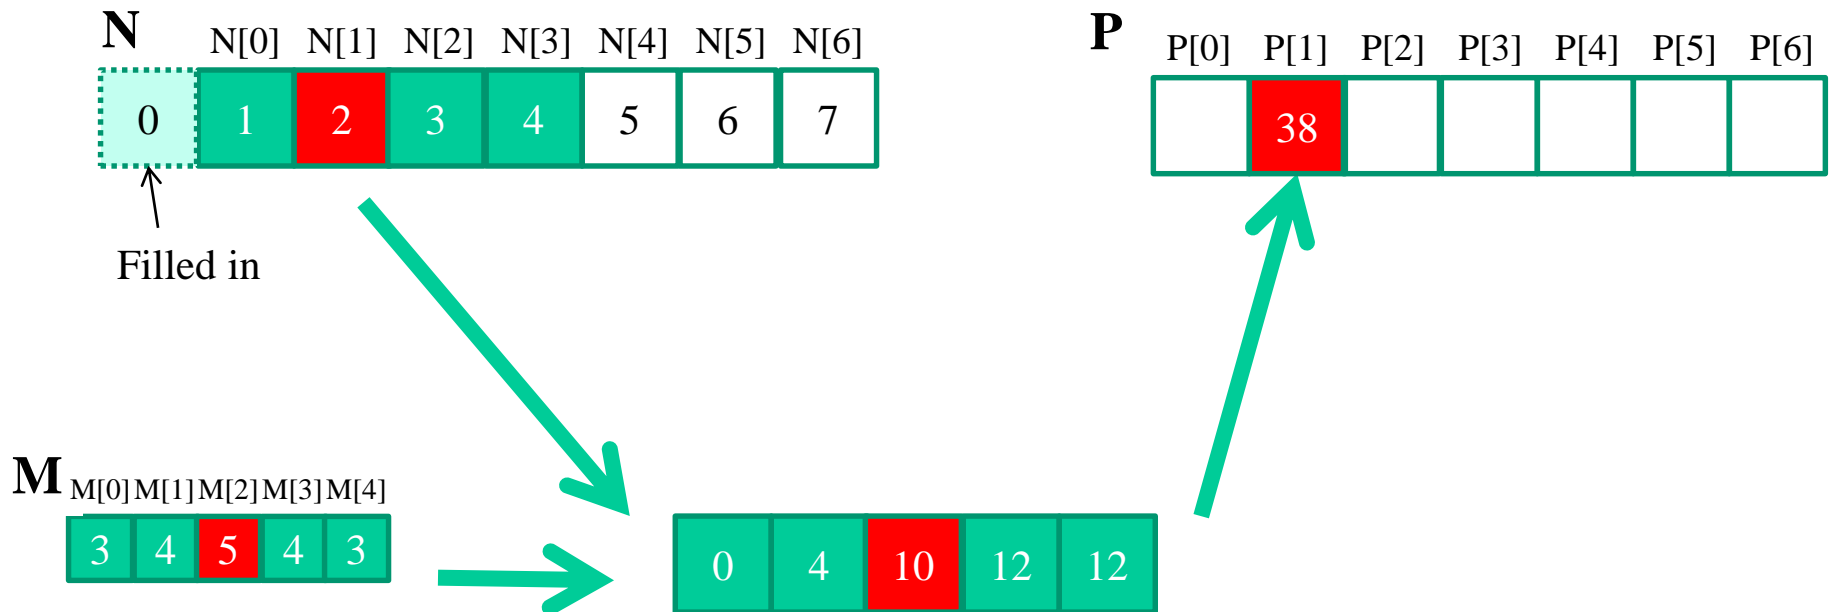 N
N[0] N[1] N[2] N[3] N[4] N[5] N[6]
0 1 2 3 4 5 6 7
Filled in
P
P[0] P[1] P[2] P[3] P[4] P[5] P[6]
38
M
M[0] M[1] M[2] M[3] M[4]
3 4 5 4 3
0 4 10 12 12